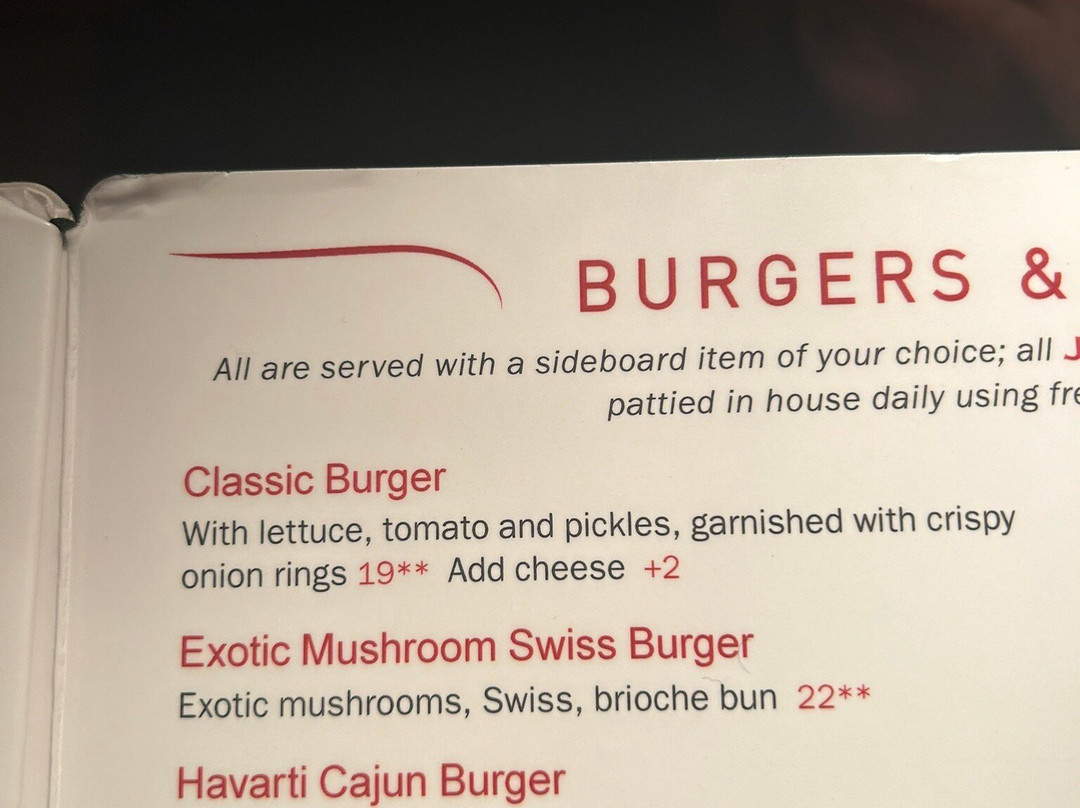 BURGERS &
All are served with a sideboard item of your choice; all J
pattied in house daily using fre
Classic Burger
With lettuce, tomato and pickles, garnished with crispy
onion rings 19** Add cheese +2
Exotic Mushroom Swiss Burger
Exotic mushrooms, Swiss, brioche bun 22**
Havarti Cajun Burger